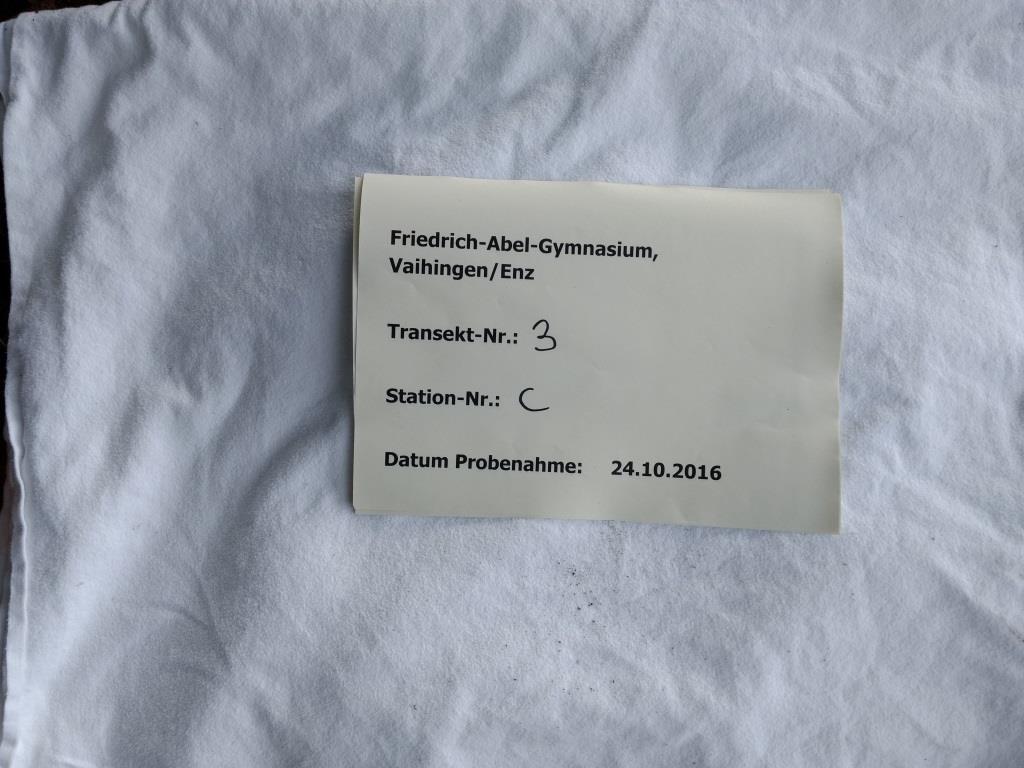 Friedrich-Abel-Gymnasium,
Vaihingen/Enz
Transekt-Nr.: 3
Station-Nr.: C
Datum Probenahme: 24.10.2016